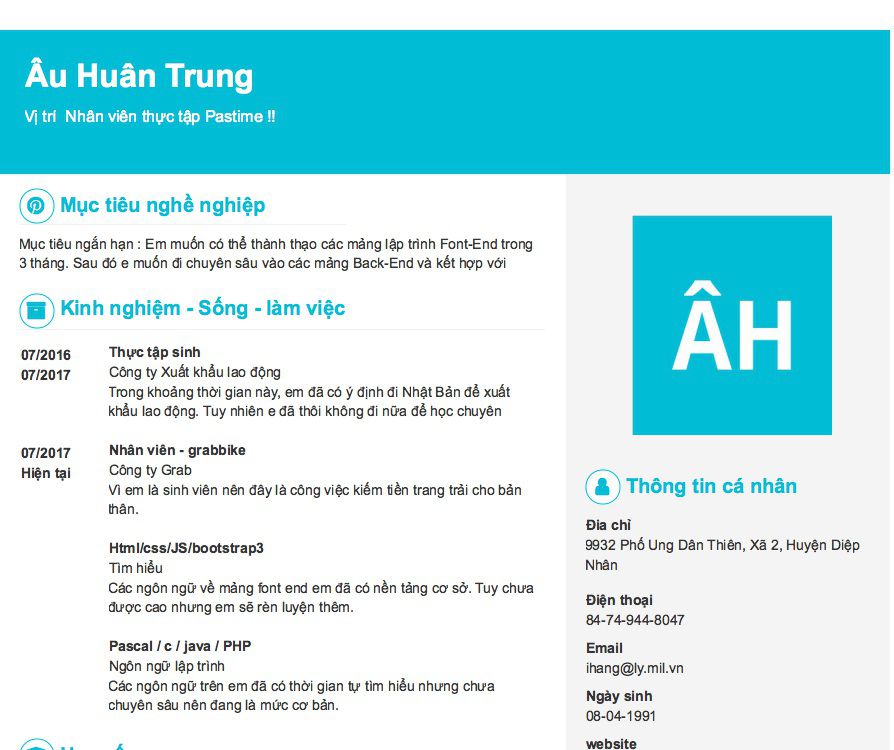 Âu Huân Trung
Vị trí Nhân viên thực tập Pastime !!
Mục tiêu nghề nghiệp
Mục tiêu ngắn hạn : Em muốn có thể thành thạo các mảng lập trình Font-End trong
3 tháng. Sau đó e muốn đi chuyên sâu vào các mảng Back-End và kết hợp với
Kinh nghiệm - Sống - làm việc
07/2016
07/2017
Thực tập sinh
Công ty Xuất khẩu lao động
Trong khoảng thời gian này, em đã có ý định đi Nhật Bản để xuất
khẩu lao động. Tuy nhiên e đã thôi không đi nữa để học chuyên
07/2017
Hiện tại
Nhân viên - grabbike
Công ty Grab
Vì em là sinh viên nên đây là công việc kiếm tiền trang trải cho bản
thân.
Html/css/JS/bootstrap3
Tìm hiểu
Các ngôn ngữ về mảng font end em đã có nền tảng cơ sở. Tuy chưa
được cao nhưng em sẽ rèn luyện thêm.
Pascal / c / java / PHP
Ngôn ngữ lập trình
Các ngôn ngữ trên em đã có thời gian tự tìm hiểu nhưng chưa
chuyên sâu nên đang là mức cơ bản.
ÂH
Thông tin cá nhân
Địa chỉ
9932 Phố Ung Dân Thiên, Xã 2, Huyện Diệp
Nhân
Điện thoại
84-74-944-8047
Email
ihang@ly.mil.vn
Ngày sinh
08-04-1991
website